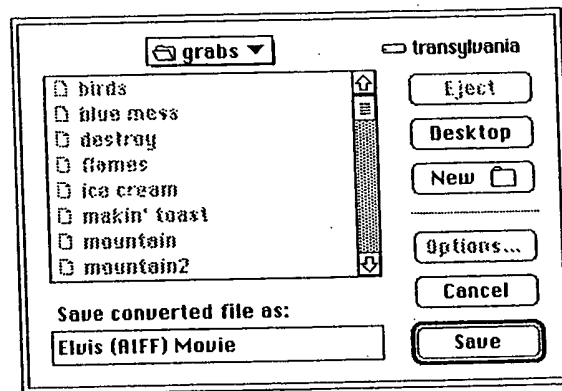 grabs
transylvania
birds
blue mess
destroy
flames
ice cream
makin' toast
mountain
mountain2
Eject
Desktop
New
Options...
Cancel
Save
Save converted file as:
Elvis (AIFF) Movie